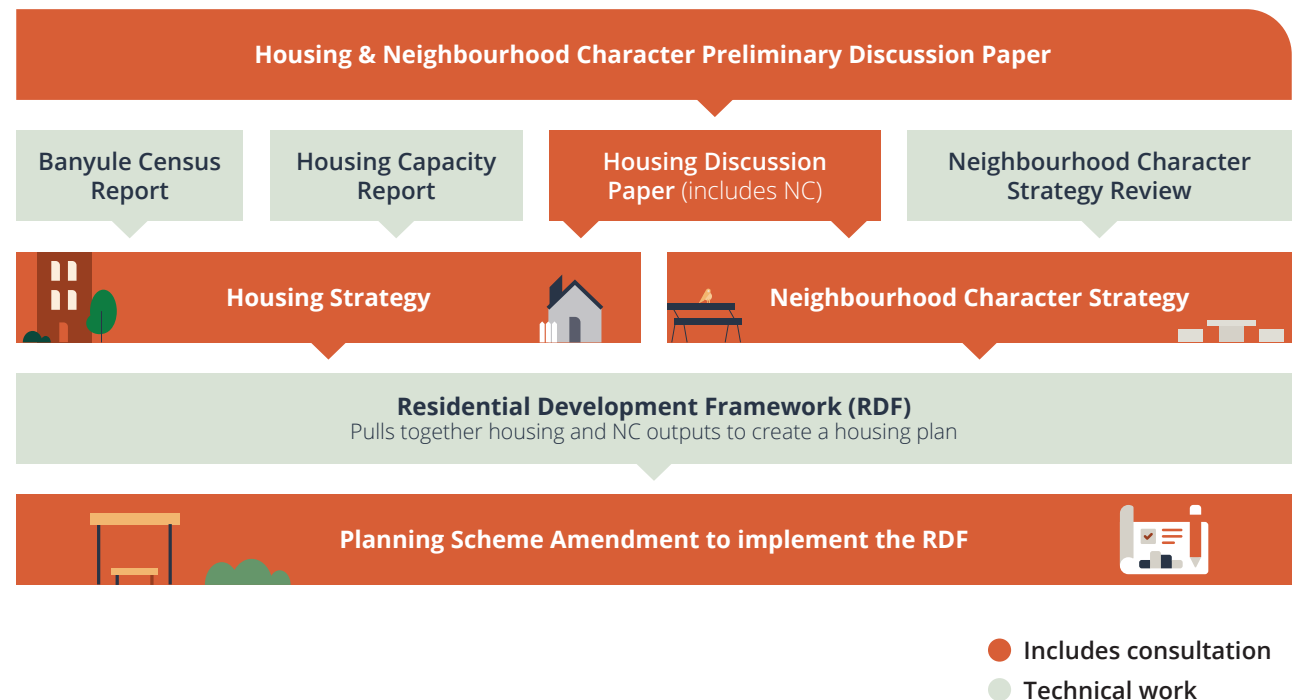 Housing & Neighbourhood Character Preliminary Discussion Paper
Banyule Census
Report
Housing Capacity
Report
Housing Discussion
Paper (includes NC)
Neighbourhood Character
Strategy Review
Housing Strategy
Neighbourhood Character Strategy
Residential Development Framework (RDF)
Pulls together housing and NC outputs to create a housing plan
Planning Scheme Amendment to implement the RDF
Includes consultation
Technical work